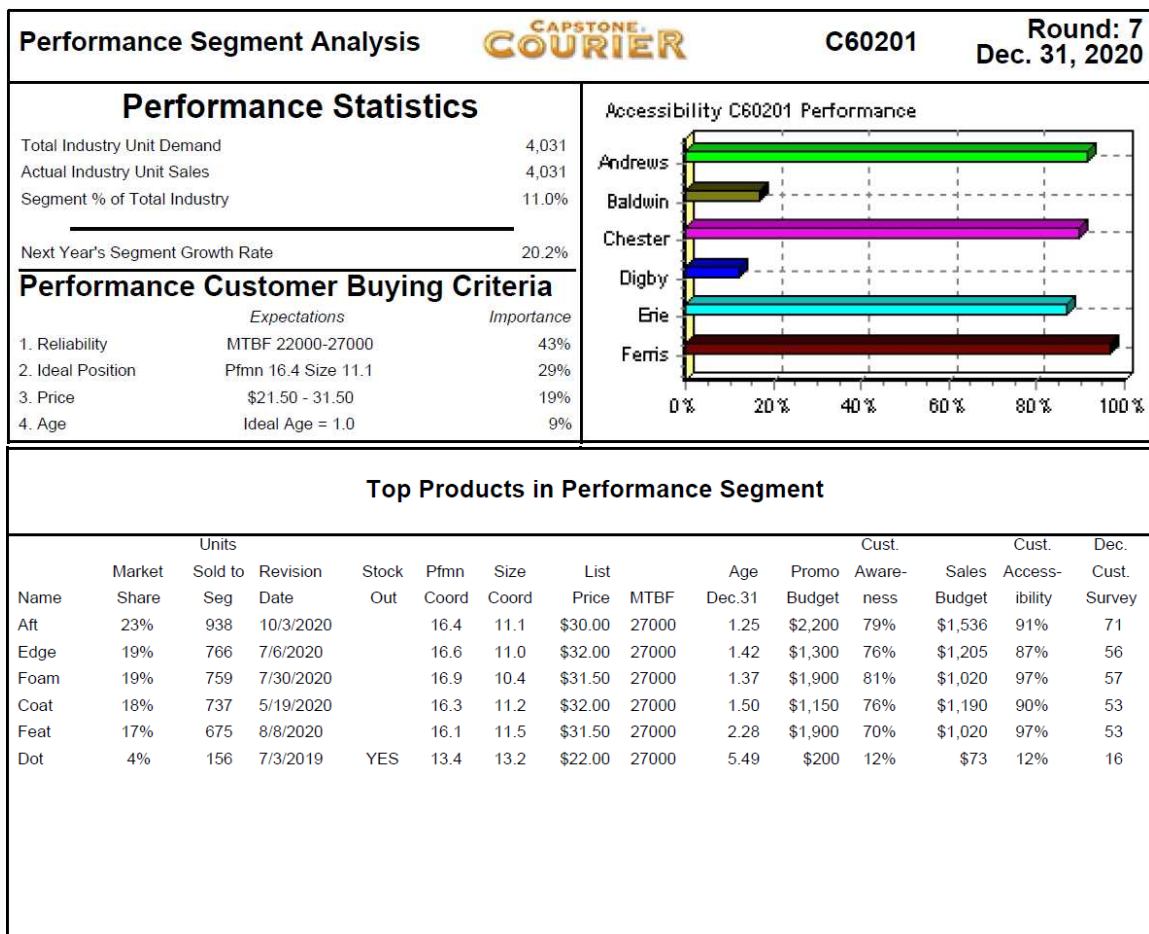 Performance Segment Analysis
CAPSTONE
COURIER
C60201
Round: 7
Dec. 31, 2020
Performance Statistics
Total Industry Unit Demand 4,031
Actual Industry Unit Sales 4,031
Segment % of Total Industry 11.0%
Next Year's Segment Growth Rate 20.2%
Performance Customer Buying Criteria
Expectations Importance
1. Reliability MTBF 22000-27000 43%
2. Ideal Position Pfmn 16.4 Size 11.1 29%
3. Price $21.50 - 31.50 19%
4. Age Ideal Age = 1.0 9%
Accessibility C60201 Performance
Andrews
Baldwin
Chester
Digby
Erie
Ferris
0% 20% 40% 60% 80% 100%
Top Products in Performance Segment
Units Cust. Cust. Dec.
Market Sold to Revision Stock Pfmn Size List Age Promo Aware- Sales Access- Cust.
Name Share Seg Date Out Coord Coord Price MTBF Dec.31 Budget ness Budget ibility Survey
Aft 23% 938 10/3/2020 16.4 11.1 $30.00 27000 1.25 $2,200 79% $1,536 91% 71
Edge 19% 766 7/6/2020 16.6 11.0 $32.00 27000 1.42 $1,300 76% $1,205 87% 56
Foam 19% 759 7/30/2020 16.9 10.4 $31.50 27000 1.37 $1,900 81% $1,020 97% 57
Coat 18% 737 5/19/2020 16.3 11.2 $32.00 27000 1.50 $1,150 76% $1,190 90% 53
Feat 17% 675 8/8/2020 16.1 11.5 $31.50 27000 2.28 $1,900 70% $1,020 97% 53
Dot 4% 156 7/3/2019 YES 13.4 13.2 $22.00 27000 5.49 $200 12% $73 12% 16